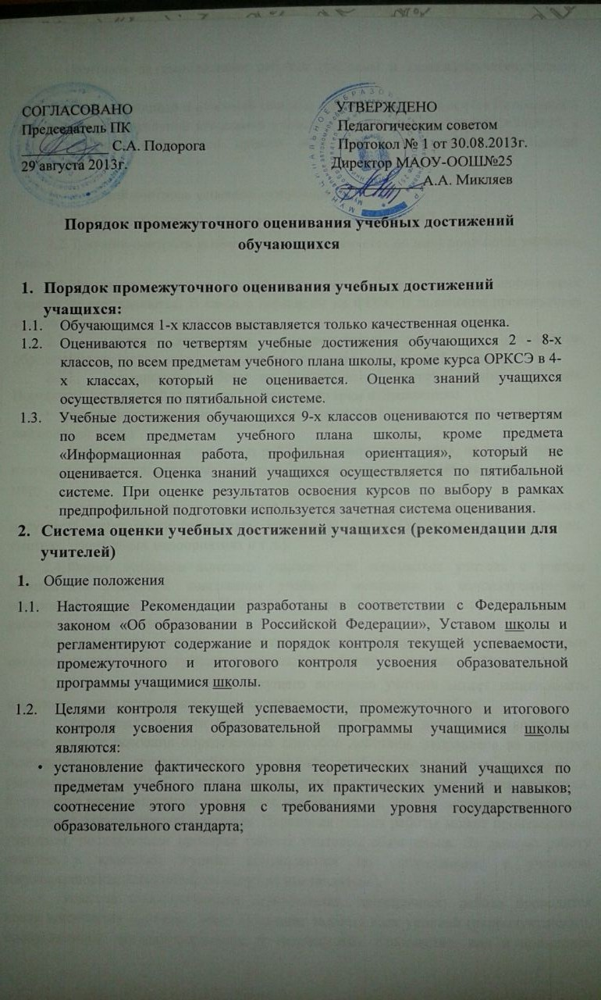 СОГЛАСОВАНО
Председатель ПК
____________ С.А. Подорога
29 августа 2013г.
УТВЕРЖДЕНО
Педагогическим советом
Протокол № 1 от 30.08.2013г.
Директор МАОУ-ООШ№25
____________А.А. Микляев
Порядок промежуточного оценивания учебных достижений
обучающихся
1. Порядок промежуточного оценивания учебных достижений
учащихся:
1.1. Обучающимся 1-х классов выставляется только качественная оценка.
1.2. Оцениваются по четвертям учебные достижения обучающихся 2 - 8-х
классов, по всем предметам учебного плана школы, кроме курса ОРКСЭ в 4-
х классах, который не оценивается. Оценка знаний учащихся
осуществляется по пятибальной системе.
1.3. Учебные достижения обучающихся 9-х классов оцениваются по четвертям
по всем предметам учебного плана школы, кроме предмета
«Информационная работа, профильная ориентация», который не
оценивается. Оценка знаний учащихся осуществляется по пятибальной
системе. При оценке результатов освоения курсов по выбору в рамках
предпрофильной подготовки используется зачетная система оценивания.
2. Система оценки учебных достижений учащихся (рекомендации для
учителей)
1. Общие положения
1.1. Настоящие Рекомендации разработаны в соответствии с Федеральным
законом «Об образовании в Российской Федерации», Уставом школы и
регламентируют содержание и порядок контроля текущей успеваемости,
промежуточного и итогового контроля усвоения образовательной
программы учащимися школы.
1.2. Целями контроля текущей успеваемости, промежуточного и итогового
контроля усвоения образовательной программы учащимися школы
являются:
• установление фактического уровня теоретических знаний учащихся по
предметам учебного плана школы, их практических умений и навыков;
соотнесение этого уровня с требованиями уровня государственного
образовательного стандарта;